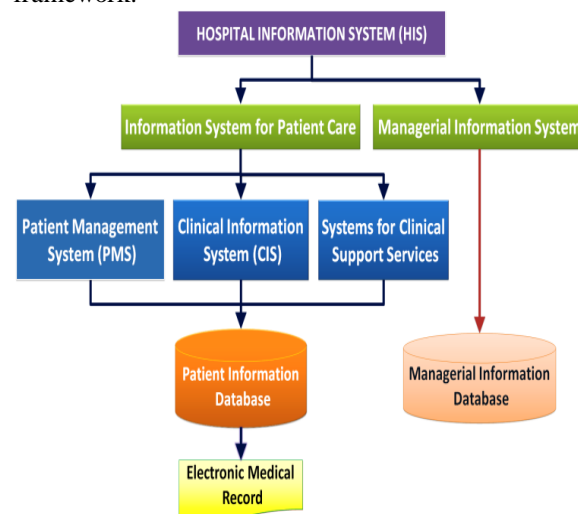 framework.
HOSPITAL INFORMATION SYSTEM (HIS)
Information System for Patient Care
Managerial Information System
Patient Management
System (PMS)
Clinical Information
System (CIS)
Systems for Clinical
Support Services
Patient Information
Database
Managerial Information
Database
Electronic Medical
Record